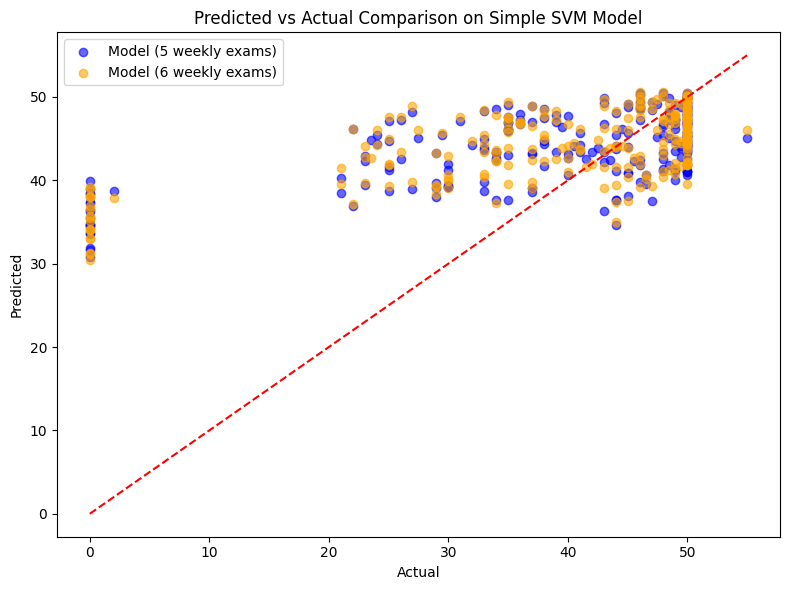 Predicted vs Actual Comparison on Simple SVM Model
Model (5 weekly exams)
Model (6 weekly exams)
Predicted
50
40
30
20
10
0
0 10 20 30 40 50
Actual